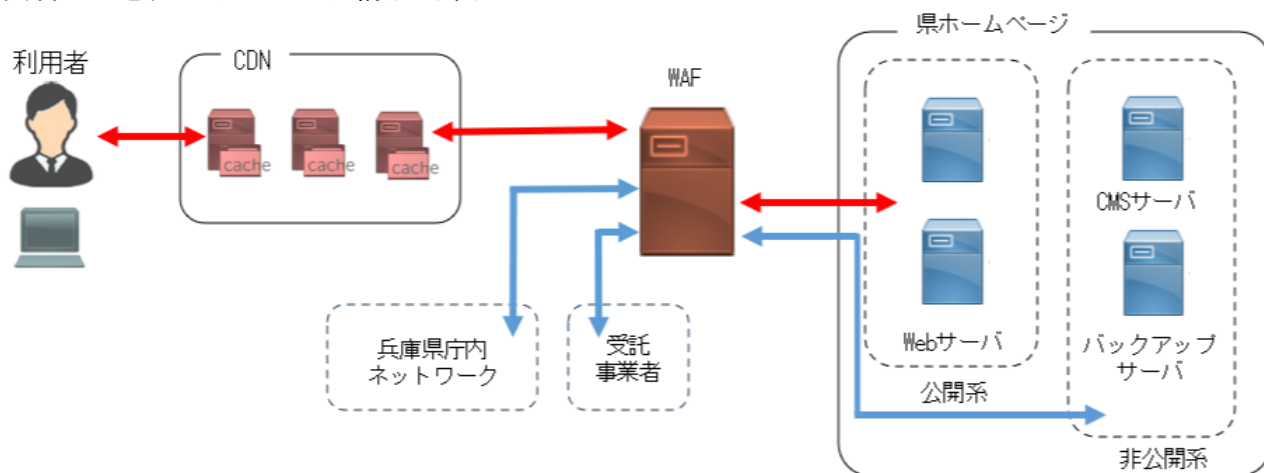 県ホームページ
利用者
CDN
WAF
cache
cache
cache
CMSサーバ
兵庫県庁内
ネットワーク
受託
事業者
Webサーバ
バックアップ
サーバ
公開系
非公開系